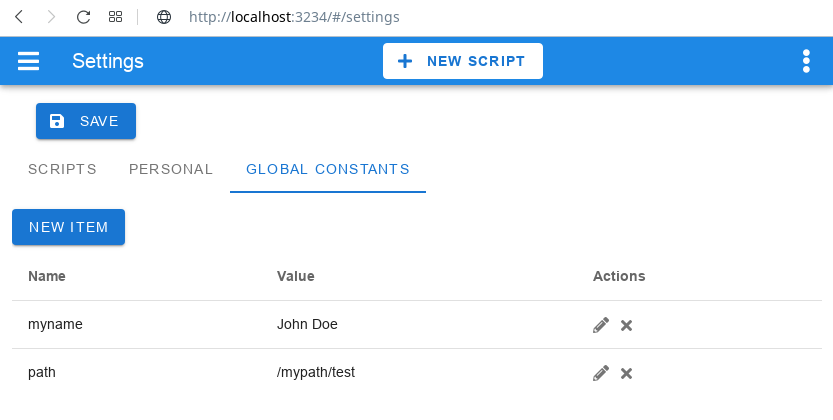 http://localhost:3234/#/settings
Settings
NEW SCRIPT
SAVE
SCRIPTS PERSONAL GLOBAL CONSTANTS
NEW ITEM
Name Value Actions
myname John Doe
path /mypath/test